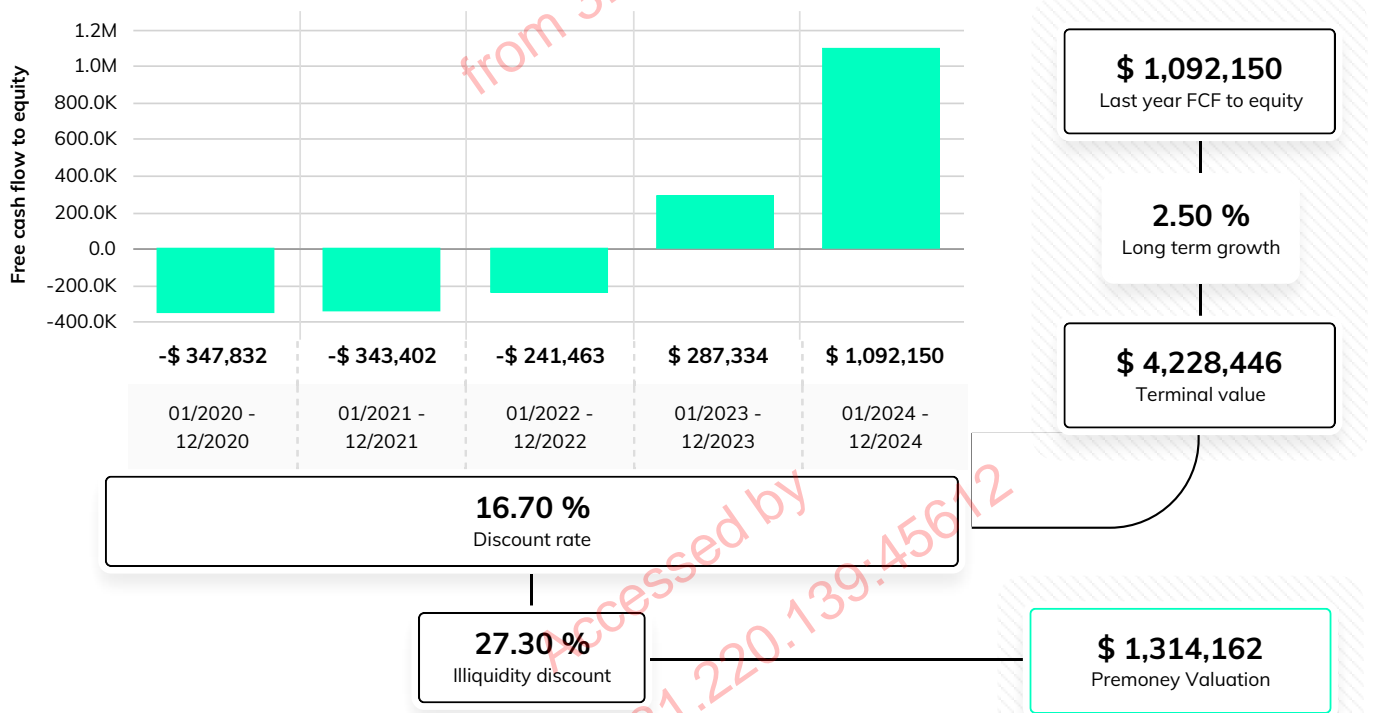 Free cash flow to equity
1.2M
1.0M
800.0K
600.0K
400.0K
200.0K
0.0
-200.0K
-400.0K
-$ 347,832
-$ 343,402
-$ 241,463
$ 287,334
$ 1,092,150
01/2020 -
12/2020
01/2021 -
12/2021
01/2022 -
12/2022
01/2023 -
12/2023
01/2024 -
12/2024
16.70 %
Discount rate
27.30 %
Illiquidity discount
$ 1,092,150
Last year FCF to equity
2.50 %
Long term growth
$ 4,228,446
Terminal value
$ 1,314,162
Premoney Valuation
from
Accessed by